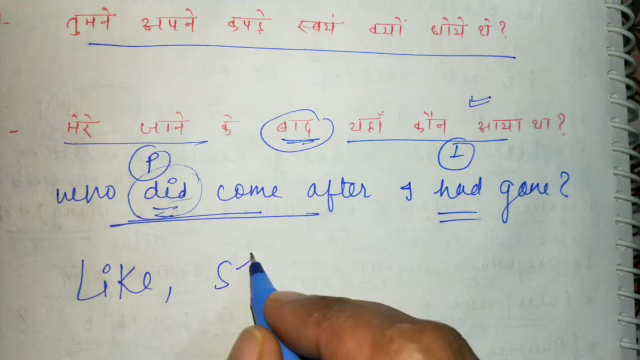 - तुमने अपने कपड़े स्वयं क्यों धोये थे?
- मेरे जाने के बाद यहाँ कौन आया था?
P I
who did come after I had gone?
Like, S